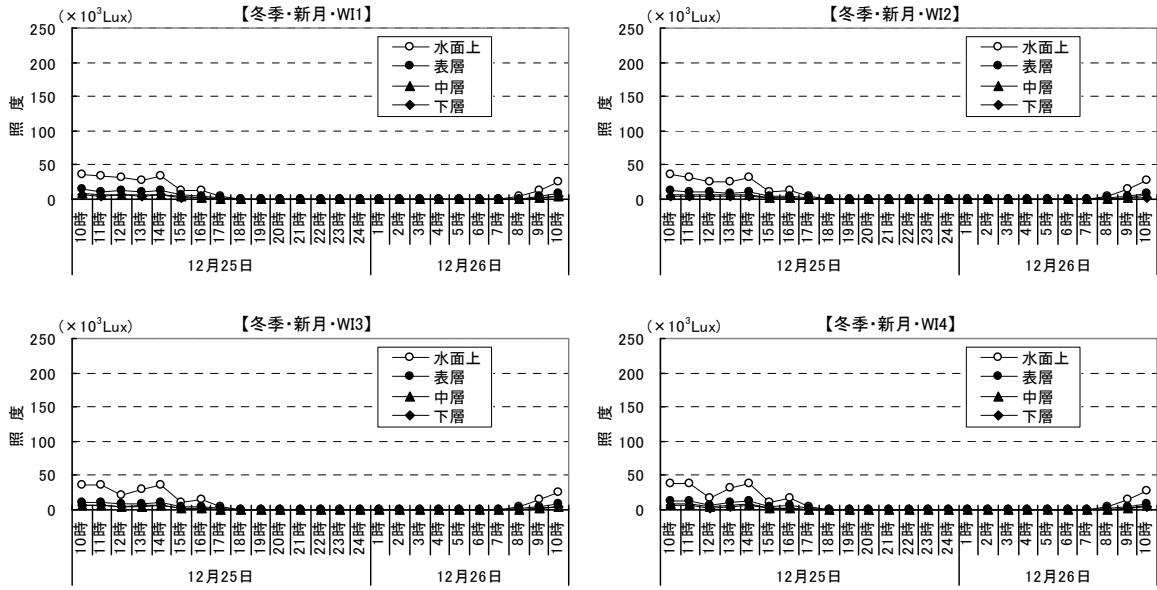 (×10³Lux)
【冬季・新月・WI1】
250
200
150
100
50
0
照度
水面上
表層
中層
下層
10時 11時 12時 13時 14時 15時 16時 17時 18時 19時 20時 21時 22時 23時 24時 1時 2時 3時 4時 5時 6時 7時 8時 9時 10時
12月25日 12月26日
(×10³Lux)
【冬季・新月・WI2】
250
200
150
100
50
0
照度
水面上
表層
中層
下層
10時 11時 12時 13時 14時 15時 16時 17時 18時 19時 20時 21時 22時 23時 24時 1時 2時 3時 4時 5時 6時 7時 8時 9時 10時
12月25日 12月26日
(×10³Lux)
【冬季・新月・WI3】
250
200
150
100
50
0
照度
水面上
表層
中層
下層
10時 11時 12時 13時 14時 15時 16時 17時 18時 19時 20時 21時 22時 23時 24時 1時 2時 3時 4時 5時 6時 7時 8時 9時 10時
12月25日 12月26日
(×10³Lux)
【冬季・新月・WI4】
250
200
150
100
50
0
照度
水面上
表層
中層
下層
10時 11時 12時 13時 14時 15時 16時 17時 18時 19時 20時 21時 22時 23時 24時 1時 2時 3時 4時 5時 6時 7時 8時 9時 10時
12月25日 12月26日